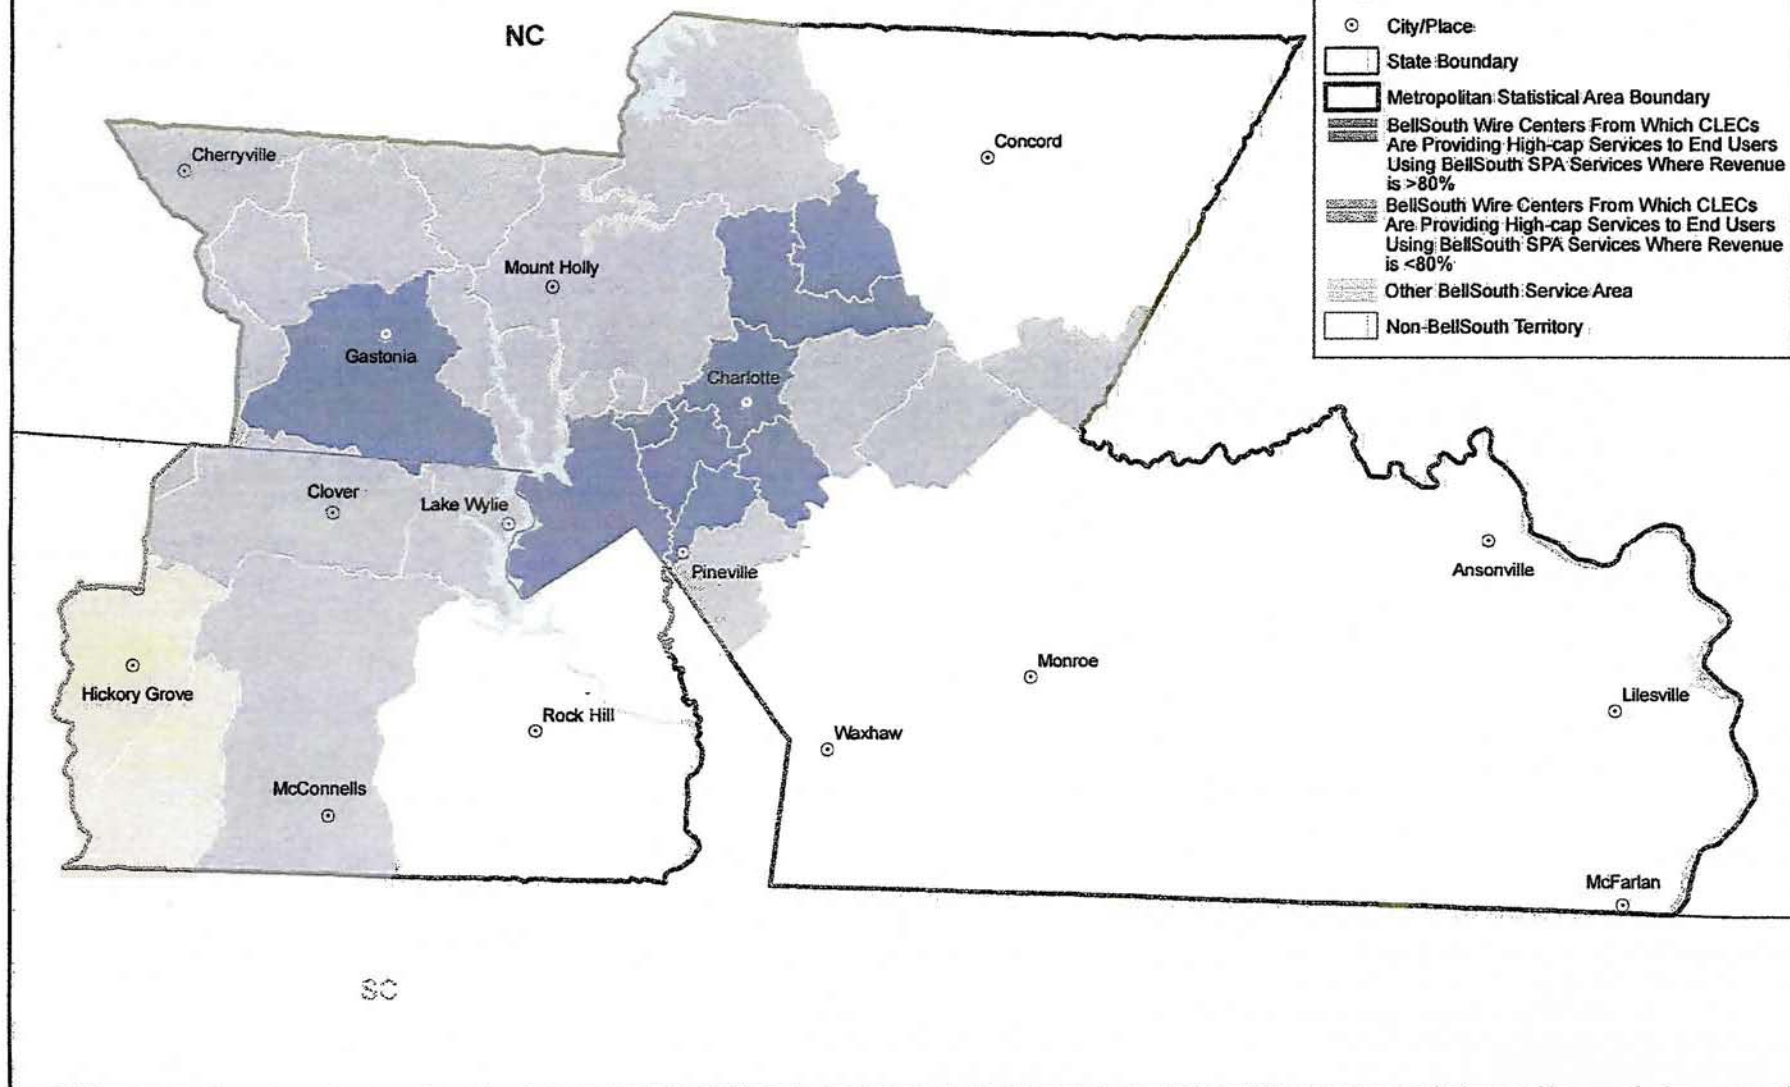 NC
City/Place
State Boundary
Metropolitan Statistical Area Boundary
BellSouth Wire Centers From Which CLECs
Are Providing High-cap Services to End Users
Using BellSouth SPA Services Where Revenue
is >80%
BellSouth Wire Centers From Which CLECs
Are Providing High-cap Services to End Users
Using BellSouth SPA Services Where Revenue
is <80%
Other BellSouth Service Area
Non-BellSouth Territory
Concord
Cherryville
Mount Holly
Gastonia
Charlotte
Clover
Lake Wylie
Pineville
Ansonville
Hickory Grove
Monroe
Lilesville
Rock Hill
Waxhaw
McConnells
McFarlan
SC